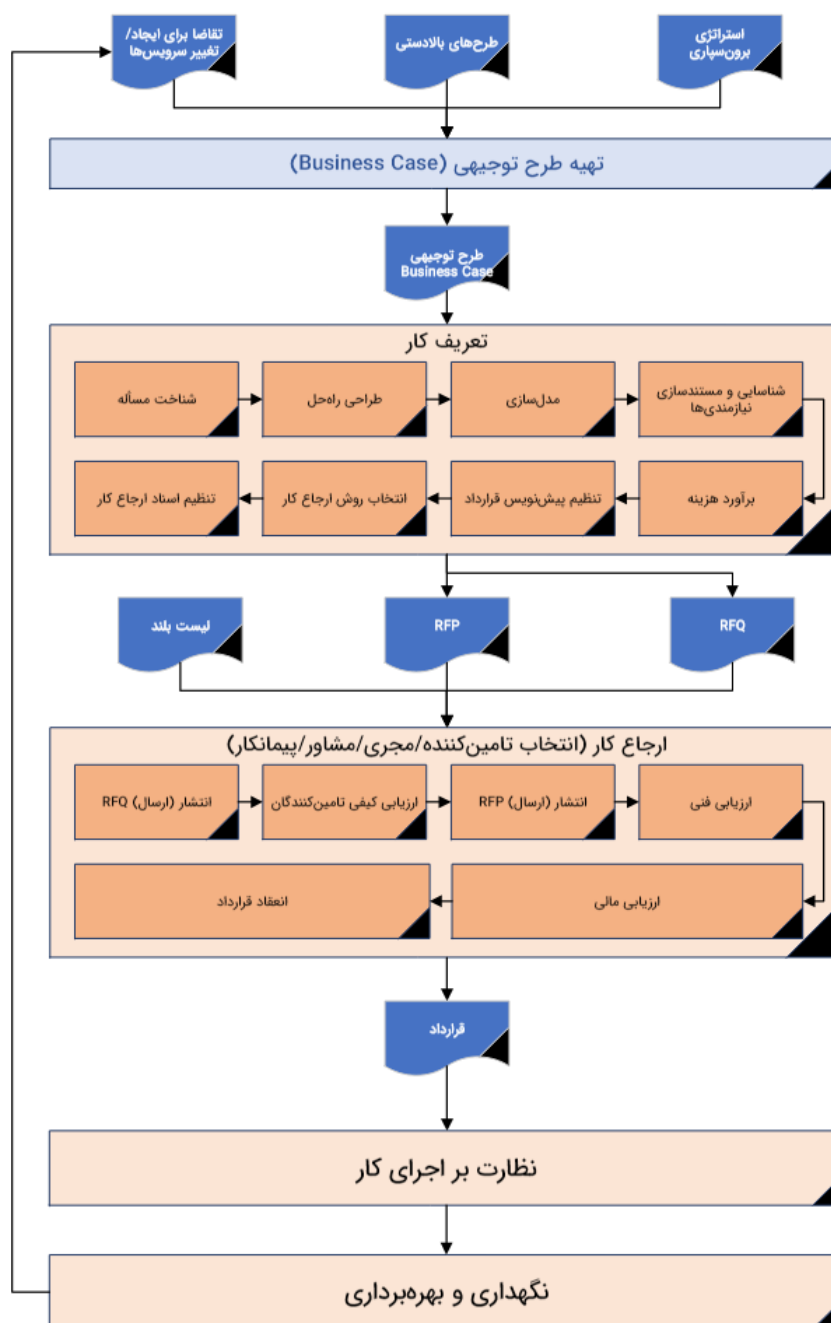 استراتژی
برون‌سپاری
طرح‌های بالادستی
تقاضا برای ایجاد/
تغییر سرویس‌ها
تهیه طرح توجیهی (Business Case)
طرح توجیهی
Business Case
تعریف کار
شناخت مسأله
طراحی راه‌حل
مدل‌سازی
شناسایی و مستندسازی
نیازمندی‌ها
برآورد هزینه
تنظیم پیش‌نویس قرارداد
انتخاب روش ارجاع کار
تنظیم اسناد ارجاع کار
RFQ
RFP
لیست بلند
ارجاع کار (انتخاب تامین‌کننده/مجری/مشاور/پیمانکار)
انتشار (ارسال) RFQ
ارزیابی کیفی تامین‌کنندگان
انتشار (ارسال) RFP
ارزیابی فنی
ارزیابی مالی
انعقاد قرارداد
قرارداد
نظارت بر اجرای کار
نگهداری و بهره‌برداری